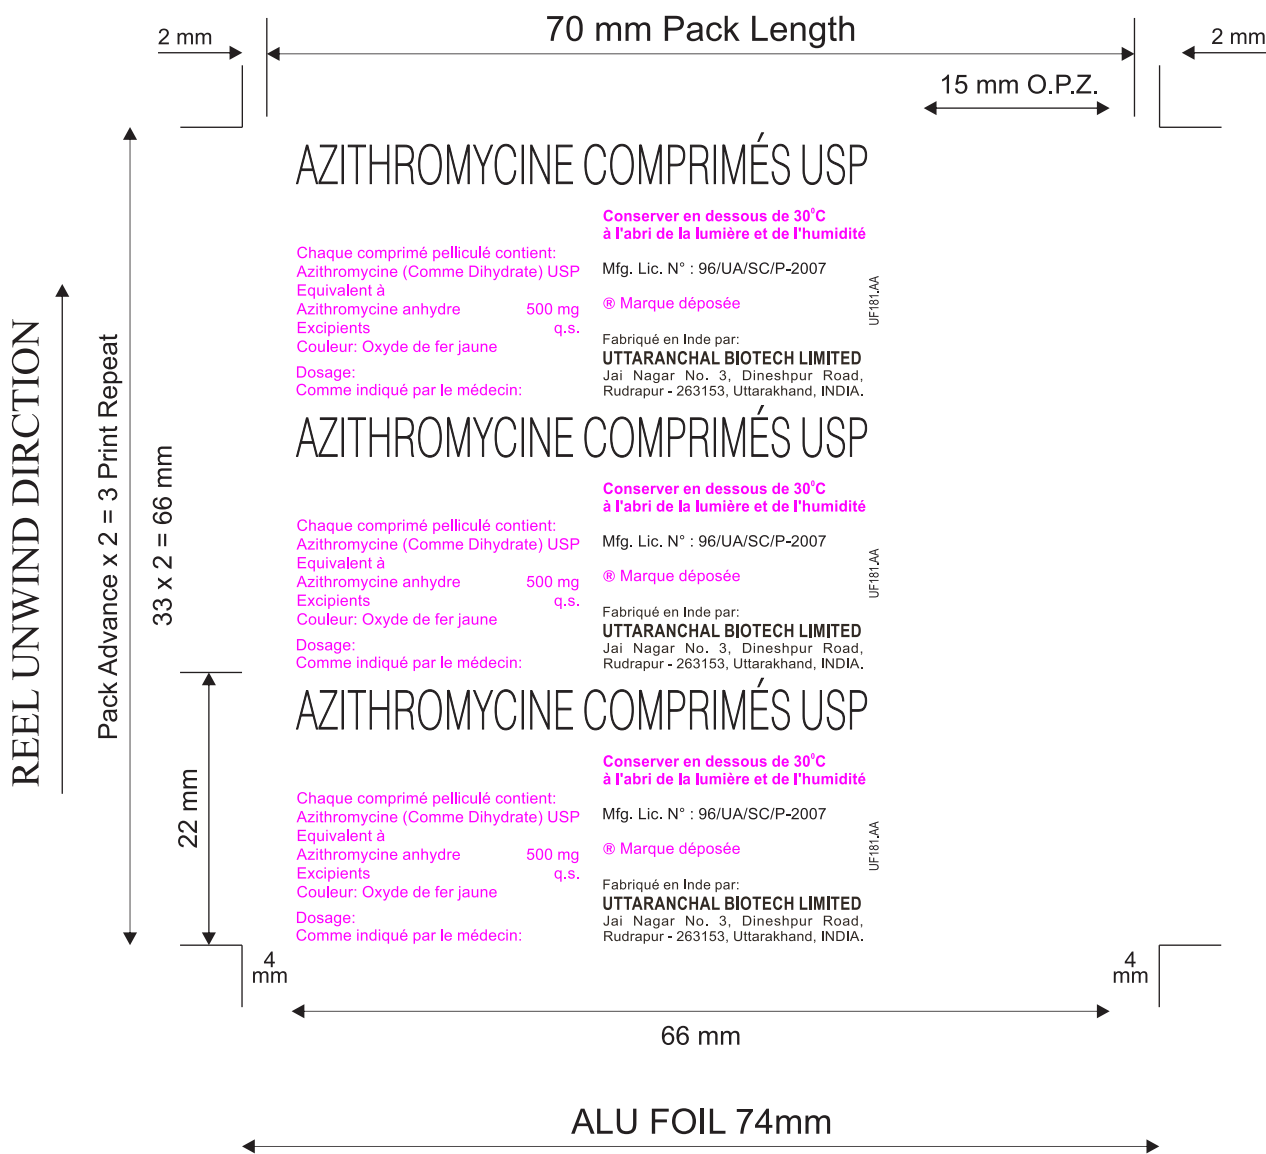 70 mm Pack Length
2 mm
2 mm
15 mm O.P.Z.
REEL UNWIND DIRCTION
Pack Advance x 2 = 3 Print Repeat
33 x 2 = 66 mm
22 mm
AZITHROMYCINE COMPRIMÉS USP
Chaque comprimé pelliculé contient:
Azithromycine (Comme Dihydrate) USP
Equivalent à
Azithromycine anhydre 500 mg
Excipients q.s.
Couleur: Oxyde de fer jaune
Dosage:
Comme indiqué par le médecin:
Conserver en dessous de 30⁰C
à l'abri de la lumière et de l'humidité
Mfg. Lic. N° : 96/UA/SC/P-2007
® Marque déposée
Fabriqué en Inde par:
UTTARANCHAL BIOTECH LIMITED
Jai Nagar No. 3, Dineshpur Road,
Rudrapur - 263153, Uttarakhand, INDIA.
UF181.AA
AZITHROMYCINE COMPRIMÉS USP
Chaque comprimé pelliculé contient:
Azithromycine (Comme Dihydrate) USP
Equivalent à
Azithromycine anhydre 500 mg
Excipients q.s.
Couleur: Oxyde de fer jaune
Dosage:
Comme indiqué par le médecin:
Conserver en dessous de 30⁰C
à l'abri de la lumière et de l'humidité
Mfg. Lic. N° : 96/UA/SC/P-2007
® Marque déposée
Fabriqué en Inde par:
UTTARANCHAL BIOTECH LIMITED
Jai Nagar No. 3, Dineshpur Road,
Rudrapur - 263153, Uttarakhand, INDIA.
UF181.AA
AZITHROMYCINE COMPRIMÉS USP
Chaque comprimé pelliculé contient:
Azithromycine (Comme Dihydrate) USP
Equivalent à
Azithromycine anhydre 500 mg
Excipients q.s.
Couleur: Oxyde de fer jaune
Dosage:
Comme indiqué par le médecin:
Conserver en dessous de 30⁰C
à l'abri de la lumière et de l'humidité
Mfg. Lic. N° : 96/UA/SC/P-2007
® Marque déposée
Fabriqué en Inde par:
UTTARANCHAL BIOTECH LIMITED
Jai Nagar No. 3, Dineshpur Road,
Rudrapur - 263153, Uttarakhand, INDIA.
UF181.AA
4
mm
4
mm
66 mm
ALU FOIL 74mm